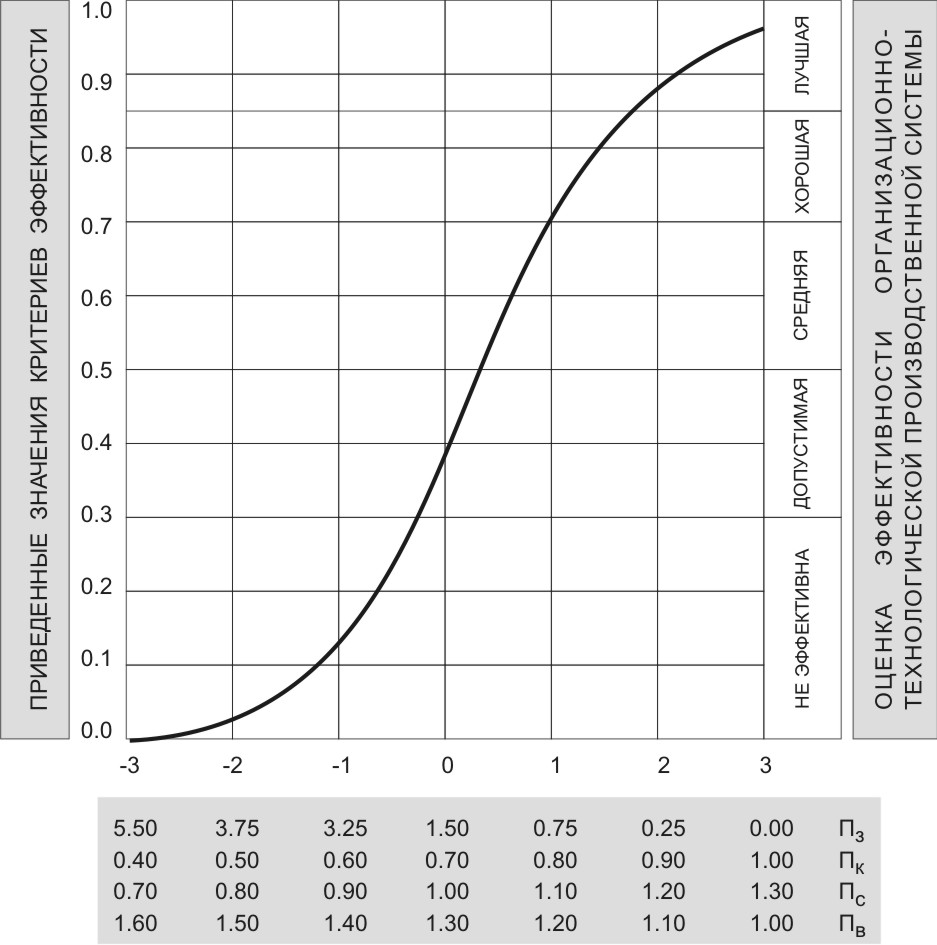 ПРИВЕДЕННЫЕ ЗНАЧЕНИЯ КРИТЕРИЕВ ЭФФЕКТИВНОСТИ
1.0
0.9
0.8
0.7
0.6
0.5
0.4
0.3
0.2
0.1
0.0
-3 -2 -1 0 1 2 3
ЛУЧШАЯ
ХОРОШАЯ
СРЕДНЯЯ
ДОПУСТИМАЯ
НЕ ЭФФЕКТИВНА
ОЦЕНКА ЭФФЕКТИВНОСТИ ОРГАНИЗАЦИОННО-
ТЕХНОЛОГИЧЕСКОЙ ПРОИЗВОДСТВЕННОЙ СИСТЕМЫ
5.50 3.75 3.25 1.50 0.75 0.25 0.00 Пз
0.40 0.50 0.60 0.70 0.80 0.90 1.00 Пк
0.70 0.80 0.90 1.00 1.10 1.20 1.30 Пс
1.60 1.50 1.40 1.30 1.20 1.10 1.00 Пв